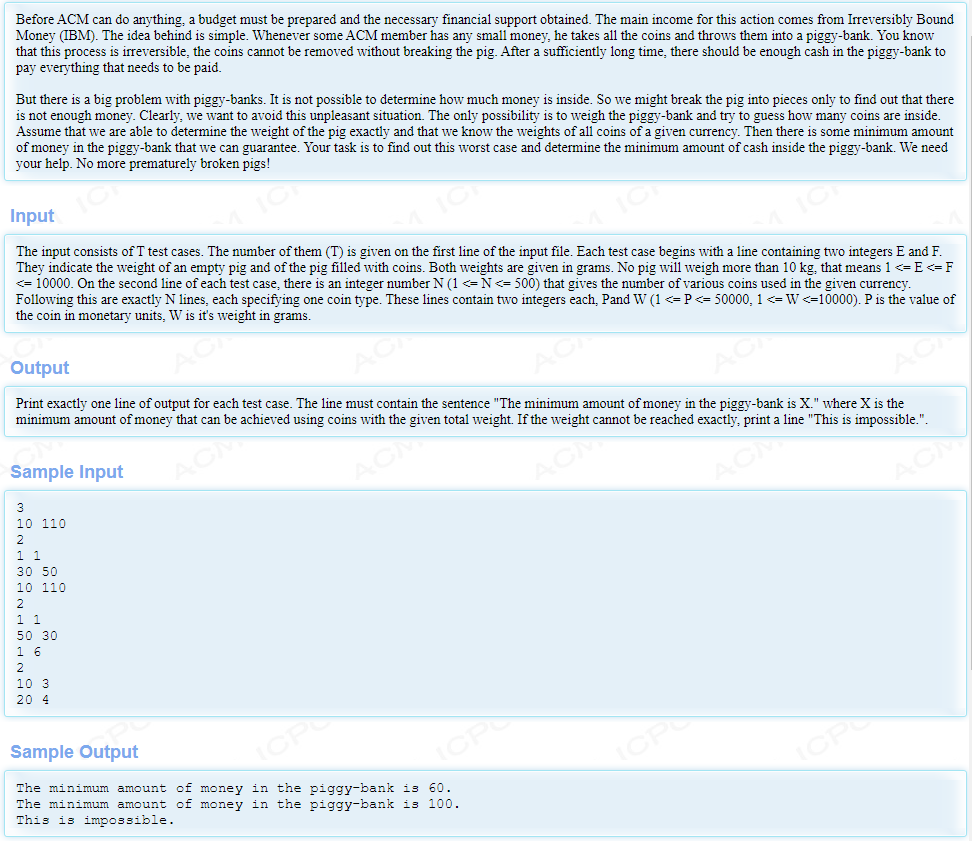 Before ACM can do anything, a budget must be prepared and the necessary financial support obtained. The main income for this action comes from Irreversibly Bound
Money (IBM). The idea behind is simple. Whenever some ACM member has any small money, he takes all the coins and throws them into a piggy-bank. You know
that this process is irreversible, the coins cannot be removed without breaking the pig. After a sufficiently long time, there should be enough cash in the piggy-bank to
pay everything that needs to be paid.
But there is a big problem with piggy-banks. It is not possible to determine how much money is inside. So we might break the pig into pieces only to find out that there
is not enough money. Clearly, we want to avoid this unpleasant situation. The only possibility is to weigh the piggy-bank and try to guess how many coins are inside.
Assume that we are able to determine the weight of the pig exactly and that we know the weights of all coins of a given currency. Then there is some minimum amount
of money in the piggy-bank that we can guarantee. Your task is to find out this worst case and determine the minimum amount of cash inside the piggy-bank. We need
your help. No more prematurely broken pigs!
Input
The input consists of T test cases. The number of them (T) is given on the first line of the input file. Each test case begins with a line containing two integers E and F.
They indicate the weight of an empty pig and of the pig filled with coins. Both weights are given in grams. No pig will weigh more than 10 kg, that means 1 <= E <= F
<= 10000. On the second line of each test case, there is an integer number N (1 <= N <= 500) that gives the number of various coins used in the given currency.
Following this are exactly N lines, each specifying one coin type. These lines contain two integers each, Pand W (1 <= P <= 50000, 1 <= W <=10000). P is the value of
the coin in monetary units, W is it's weight in grams.
Output
Print exactly one line of output for each test case. The line must contain the sentence "The minimum amount of money in the piggy-bank is X." where X is the
minimum amount of money that can be achieved using coins with the given total weight. If the weight cannot be reached exactly, print a line "This is impossible.".
Sample Input
3
10 110
2
1 1
30 50
10 110
2
1 1
50 30
1 6
2
10 3
20 4
Sample Output
The minimum amount of money in the piggy-bank is 60.
The minimum amount of money in the piggy-bank is 100.
This is impossible.